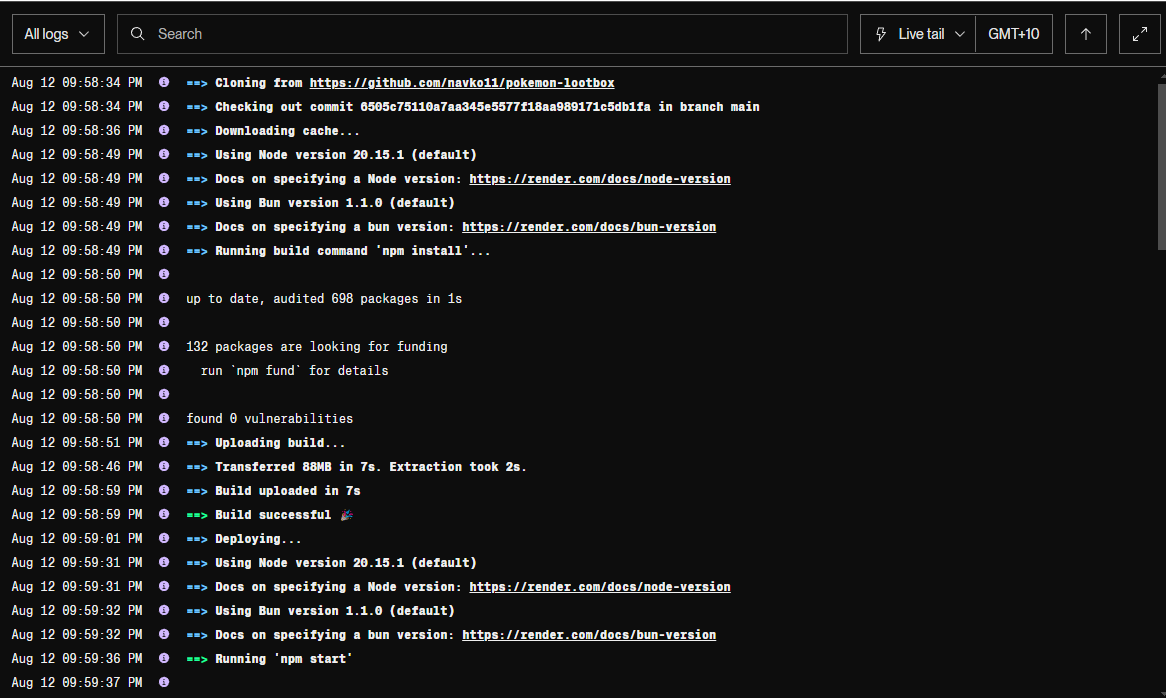 All logs
Search
Live tail
GMT+10
Aug 12 09:58:34 PM ==> Cloning from https://github.com/navko11/pokemon-lootbox
Aug 12 09:58:34 PM ==> Checking out commit 6505c75110a7aa345e5577f18aa989171c5db1fa in branch main
Aug 12 09:58:36 PM ==> Downloading cache...
Aug 12 09:58:49 PM ==> Using Node version 20.15.1 (default)
Aug 12 09:58:49 PM ==> Docs on specifying a Node version: https://render.com/docs/node-version
Aug 12 09:58:49 PM ==> Using Bun version 1.1.0 (default)
Aug 12 09:58:49 PM ==> Docs on specifying a bun version: https://render.com/docs/bun-version
Aug 12 09:58:49 PM ==> Running build command 'npm install'...
Aug 12 09:58:50 PM
Aug 12 09:58:50 PM up to date, audited 698 packages in 1s
Aug 12 09:58:50 PM
Aug 12 09:58:50 PM 132 packages are looking for funding
Aug 12 09:58:50 PM run `npm fund` for details
Aug 12 09:58:50 PM
Aug 12 09:58:50 PM found 0 vulnerabilities
Aug 12 09:58:51 PM ==> Uploading build...
Aug 12 09:58:46 PM ==> Transferred 88MB in 7s. Extraction took 2s.
Aug 12 09:58:59 PM ==> Build uploaded in 7s
Aug 12 09:58:59 PM ==> Build successful 🎉
Aug 12 09:59:01 PM ==> Deploying...
Aug 12 09:59:31 PM ==> Using Node version 20.15.1 (default)
Aug 12 09:59:31 PM ==> Docs on specifying a Node version: https://render.com/docs/node-version
Aug 12 09:59:32 PM ==> Using Bun version 1.1.0 (default)
Aug 12 09:59:32 PM ==> Docs on specifying a bun version: https://render.com/docs/bun-version
Aug 12 09:59:36 PM ==> Running 'npm start'
Aug 12 09:59:37 PM